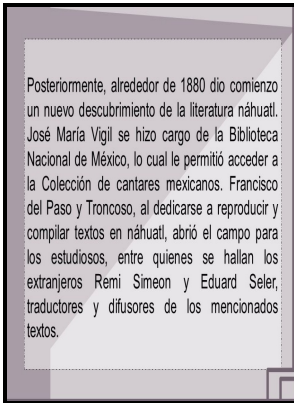 Posteriormente, alrededor de 1880 dio comienzo
un nuevo descubrimiento de la literatura náhuatl.
José María Vigil se hizo cargo de la Biblioteca
Nacional de México, lo cual le permitió acceder a
la Colección de cantares mexicanos. Francisco
del Paso y Troncoso, al dedicarse a reproducir y
compilar textos en náhuatl, abrió el campo para
los estudiosos, entre quienes se hallan los
extranjeros Remi Simeon y Eduard Seler,
traductores y difusores de los mencionados
textos.